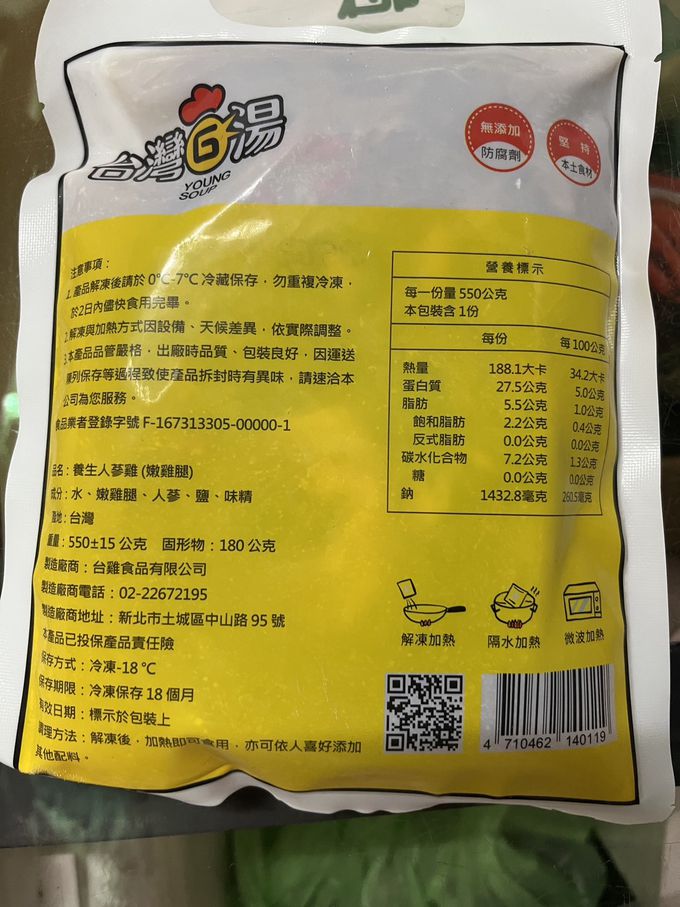 台灣G湯
YOUNG
SOUP
無添加
防腐劑
堅持
本土食材
注意事項：
1.產品解凍後請於0℃-7℃冷藏保存，勿重複冷凍，
於2日內儘快食用完畢。
2.解凍與加熱方式因設備、天候差異，依實際調整。
3.本產品品管嚴格，出廠時品質、包裝良好，因運送
陳列保存等過程致使產品拆封時有異味，請速洽本
公司為您服務。
食品業者登錄字號 F-167313305-00000-1
品名：養生人蔘雞 (嫩雞腿)
成分：水、嫩雞腿、人蔘、鹽、味精
產地：台灣
重量：550±15 公克 固形物：180 公克
製造廠商：台雞食品有限公司
製造廠商電話：02-22672195
製造廠商地址：新北市土城區中山路 95 號
本產品已投保產品責任險
保存方式：冷凍-18 ℃
保存期限：冷凍保存 18 個月
有效日期：標示於包裝上
調理方法：解凍後，加熱即可食用，亦可依人喜好添加
其他配料。
營養標示
每一份量 550公克
本包裝含 1份
每份 每 100公克
熱量 188.1大卡 34.2大卡
蛋白質 27.5公克 5.0公克
脂肪 5.5公克 1.0公克
飽和脂肪 2.2公克 0.4公克
反式脂肪 0.0公克 0.0公克
碳水化合物 7.2公克 1.3公克
糖 0.0公克 0.0公克
鈉 1432.8毫克 260.5毫克
解凍加熱 隔水加熱 微波加熱
4 710462 140119